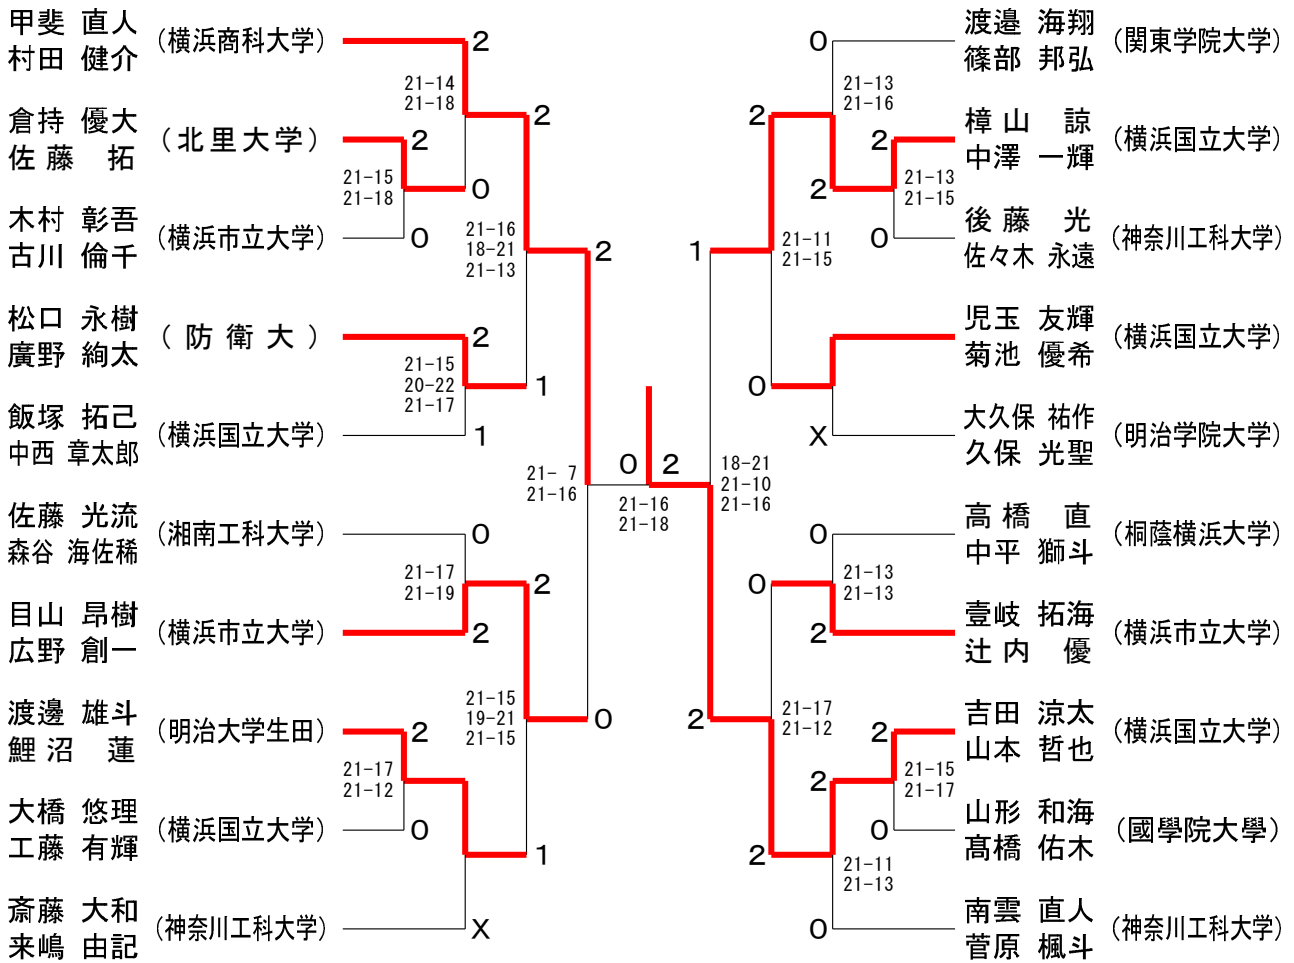 甲斐 直人
村田 健介
(横浜商科大学)
2
21-14
21-18
2
倉持 優大
佐藤 拓
(北里大学)
2
21-15
21-18
0
木村 彰吾
古川 倫千
(横浜市立大学)
0
21-16
18-21
21-13
2
松口 永樹
廣野 絢太
(防衛大)
2
21-15
20-22
21-17
1
飯塚 拓己
中西 章太郎
(横浜国立大学)
1
21- 7
21-16
佐藤 光流
森谷 海佐稀
(湘南工科大学)
0
21-17
21-19
2
目山 昂樹
広野 創一
(横浜市立大学)
2
21-15
19-21
21-15
0
渡邊 雄斗
鯉沼 蓮
(明治大学生田)
2
21-17
21-12
大橋 悠理
工藤 有輝
(横浜国立大学)
0
1
斎藤 大和
来嶋 由記
(神奈川工科大学)
X
0 2
21-16
21-18
渡邉 海翔
篠部 邦弘
(関東学院大学)
0
21-13
21-16
2
樟山 諒
中澤 一輝
(横浜国立大学)
2
21-13
21-15
2
後藤 光
佐々木 永遠
(神奈川工科大学)
0
21-11
21-15
1
児玉 友輝
菊池 優希
(横浜国立大学)
0
大久保 祐作
久保 光聖
(明治学院大学)
X
18-21
21-10
21-16
高橋 直
中平 獅斗
(桐蔭横浜大学)
0
21-13
21-13
0
壹岐 拓海
辻内 優
(横浜市立大学)
2
21-17
21-12
2
吉田 涼太
山本 哲也
(横浜国立大学)
2
21-15
21-17
2
山形 和海
髙橋 佑木
(國學院大學)
0
21-11
21-13
2
南雲 直人
菅原 楓斗
(神奈川工科大学)
0